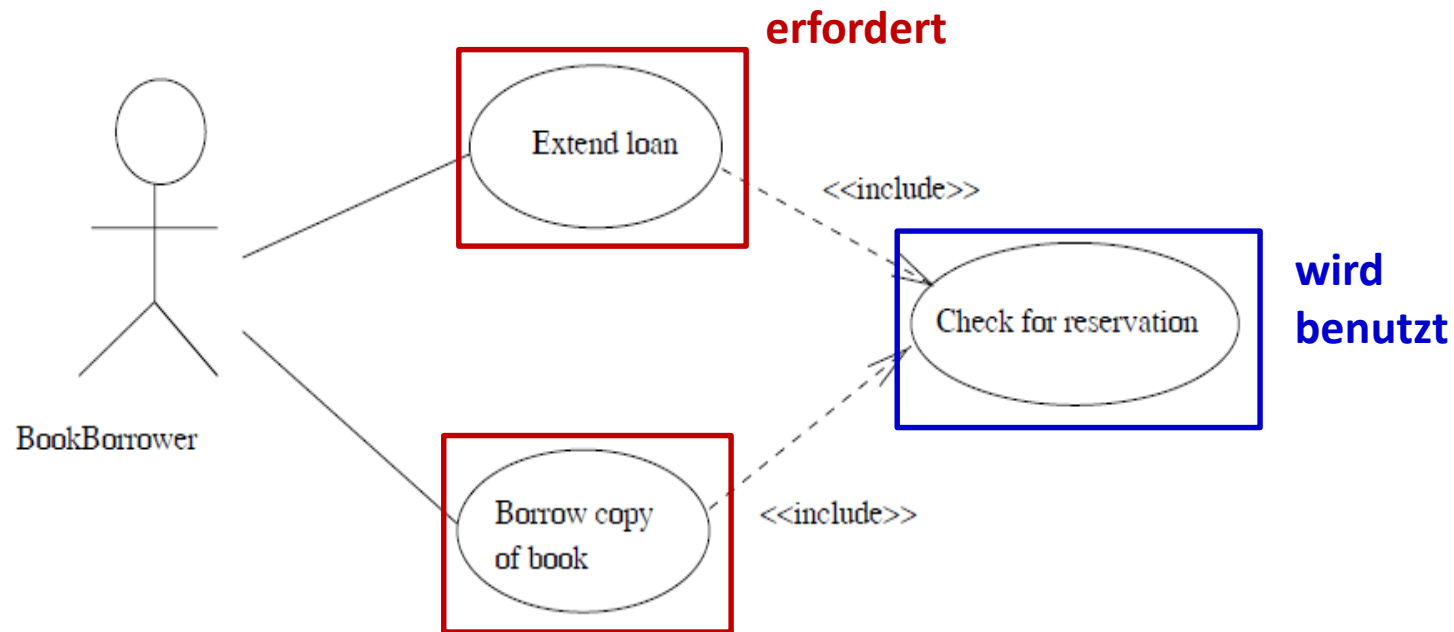 erfordert
Extend loan
<<include>>
wird
benutzt
Check for reservation
BookBorrower
Borrow copy
of book
<<include>>